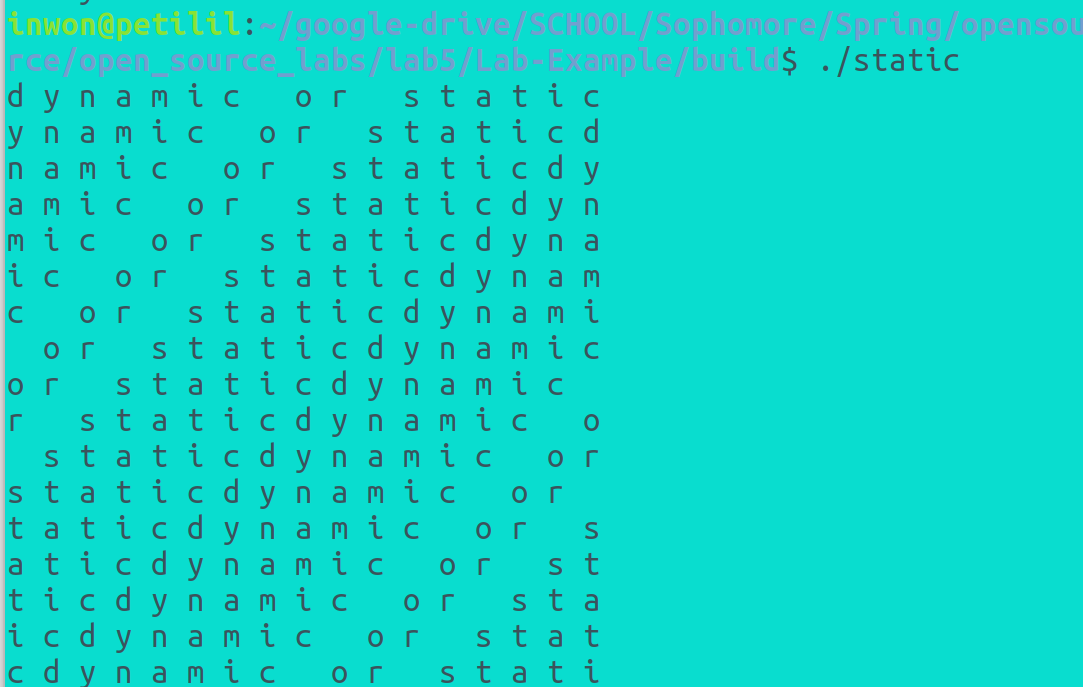 inwon@petilil:~/google-drive/SCHOOL/Sophomore/Spring/opensou
rce/open_source_labs/lab5/Lab-Example/build$ ./static
d y n a m i c   o r   s t a t i c
y n a m i c   o r   s t a t i c d
n a m i c   o r   s t a t i c d y
a m i c   o r   s t a t i c d y n
m i c   o r   s t a t i c d y n a
i c   o r   s t a t i c d y n a m
c   o r   s t a t i c d y n a m i
  o r   s t a t i c d y n a m i c
o r   s t a t i c d y n a m i c
r   s t a t i c d y n a m i c   o
  s t a t i c d y n a m i c   o r
s t a t i c d y n a m i c   o r
t a t i c d y n a m i c   o r   s
a t i c d y n a m i c   o r   s t
t i c d y n a m i c   o r   s t a
i c d y n a m i c   o r   s t a t
c d y n a m i c   o r   s t a t i